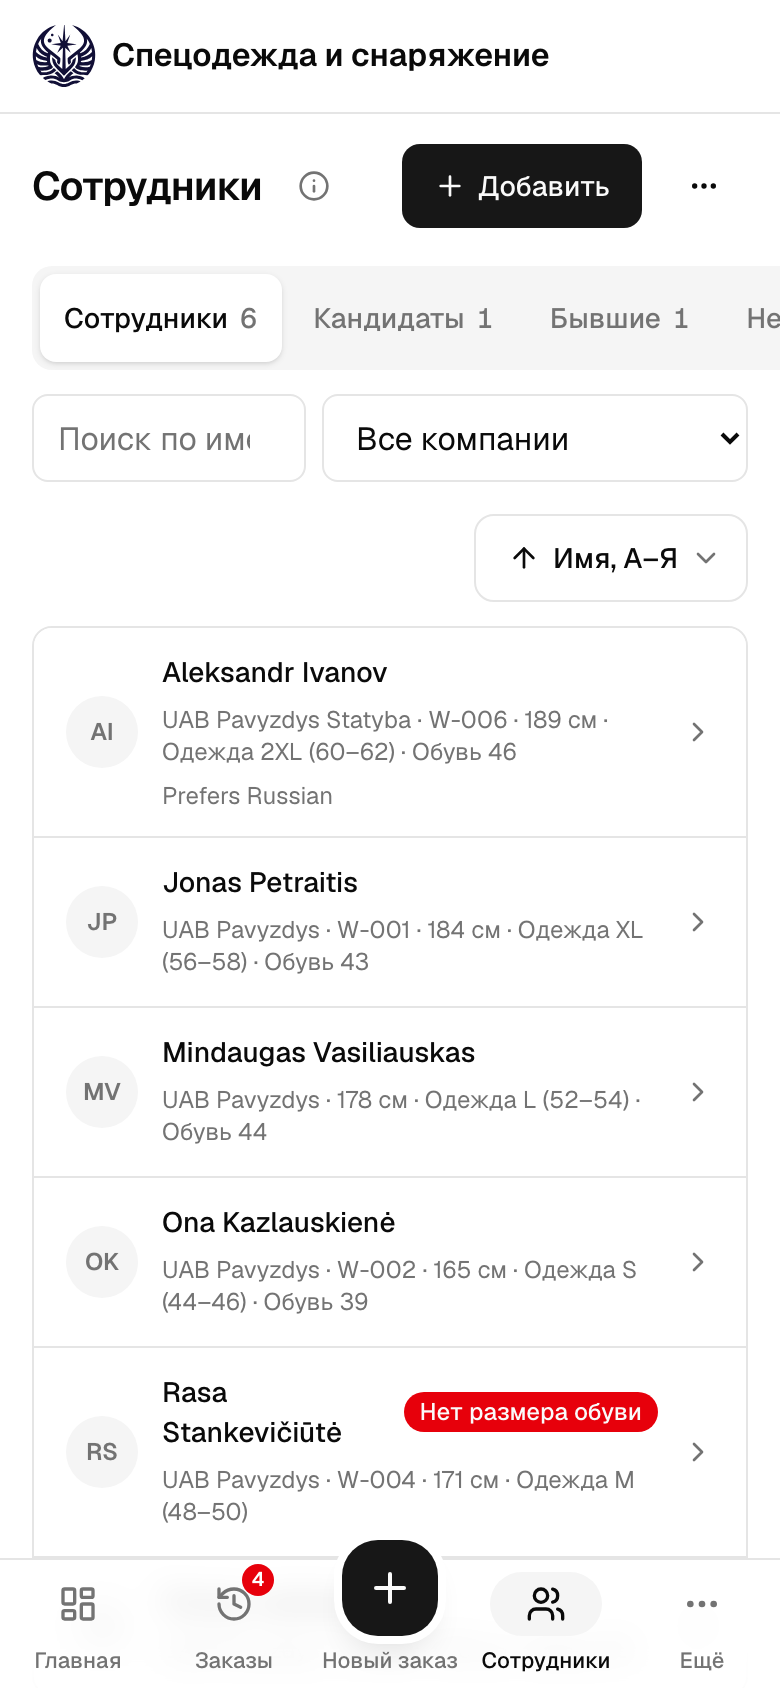 Спецодежда и снаряжение
Сотрудники
Добавить
Сотрудники 6
Кандидаты 1
Бывшие 1
Не
Поиск по им
Все компании
Имя, А–Я
Aleksandr Ivanov
AI
UAB Pavyzdys Statyba · W-006 · 189 см ·
Одежда 2XL (60–62) · Обувь 46
Prefers Russian
Jonas Petraitis
JP
UAB Pavyzdys · W-001 · 184 см · Одежда XL
(56–58) · Обувь 43
Mindaugas Vasiliauskas
MV
UAB Pavyzdys · 178 см · Одежда L (52–54) ·
Обувь 44
Ona Kazlauskienė
OK
UAB Pavyzdys · W-002 · 165 см · Одежда S
(44–46) · Обувь 39
Rasa
Stankevičiūtė
Нет размера обуви
RS
UAB Pavyzdys · W-004 · 171 см · Одежда M
(48–50)
4
Главная
Заказы
Новый заказ
Сотрудники
Ещё